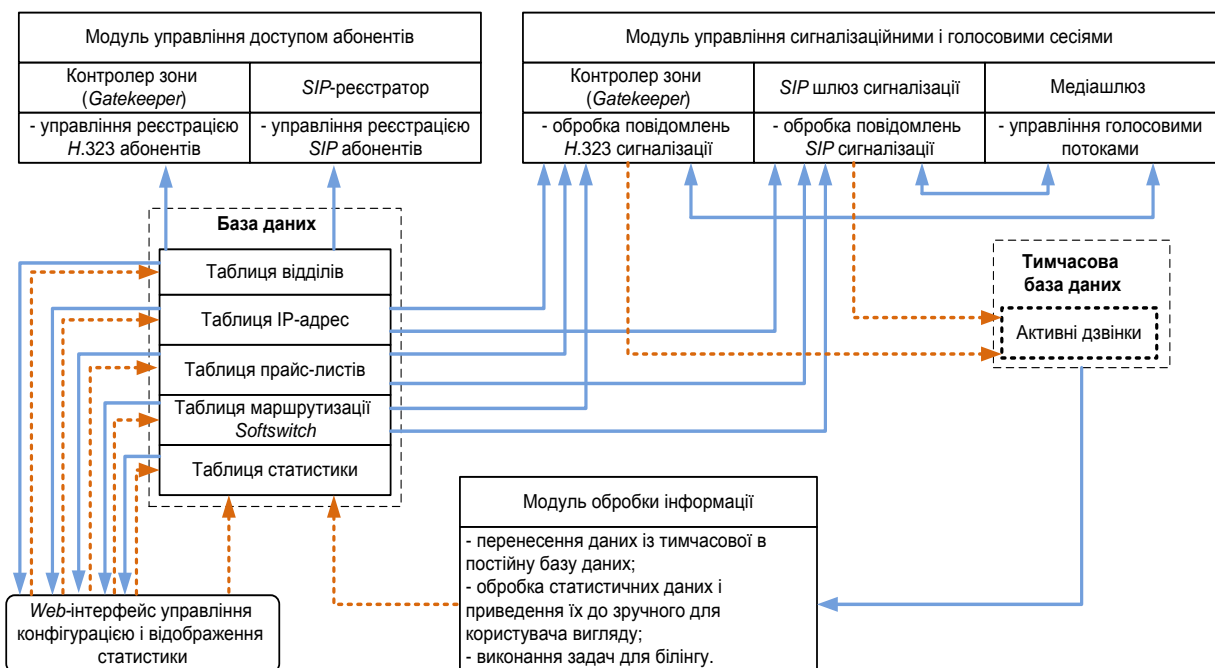 Модуль управління доступом абонентів
Контролер зони
(Gatekeeper)
SIP-реєстратор
- управління реєстрацією
H.323 абонентів
- управління реєстрацією
SIP абонентів
Модуль управління сигналізаційними і голосовими сесіями
Контролер зони
(Gatekeeper)
SIP шлюз сигналізації
Медіашлюз
- обробка повідомлень
H.323 сигналізації
- обробка повідомлень
SIP сигналізації
- управління голосовими
потоками
База даних
Таблиця відділів
Таблиця IP-адрес
Таблиця прайс-листів
Таблиця маршрутизації
Softswitch
Таблиця статистики
Тимчасова
база даних
Активні дзвінки
Модуль обробки інформації
- перенесення даних із тимчасової в
постійну базу даних;
- обробка статистичних даних і
приведення їх до зручного для
користувача вигляду;
- виконання задач для білінгу.
Web-інтерфейс управління
конфігурацією і відображення
статистики